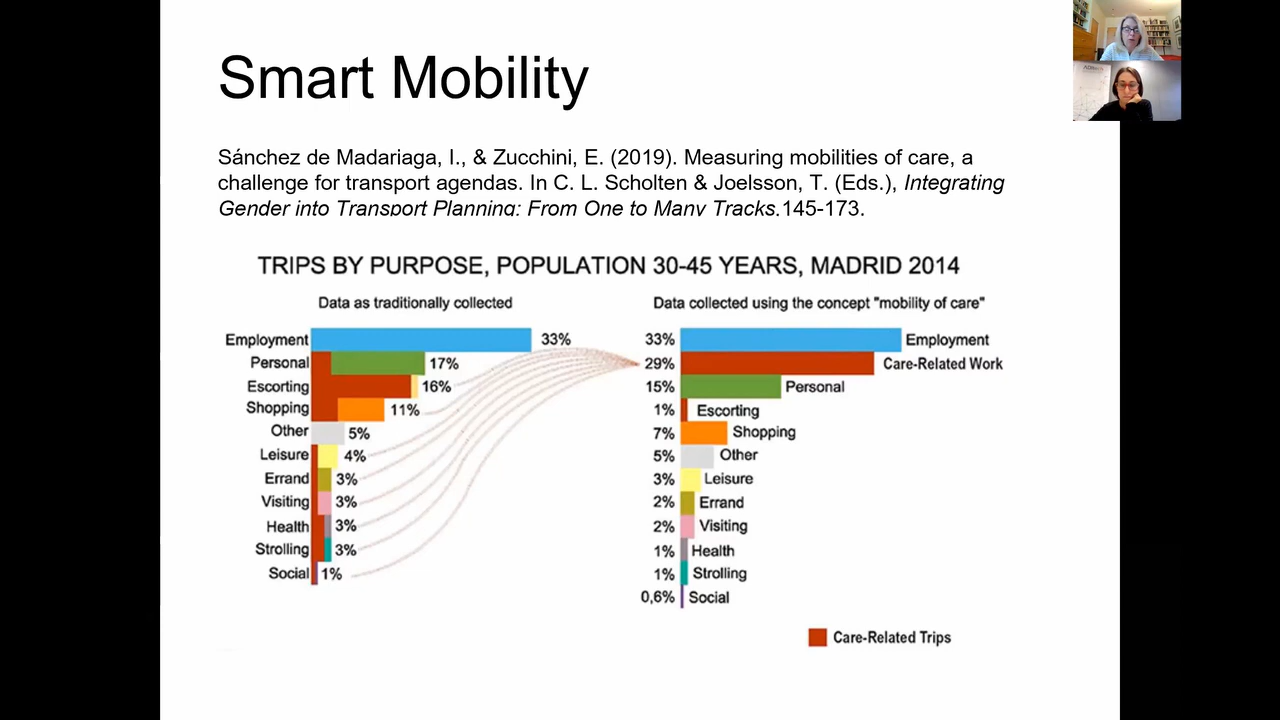 Smart Mobility
Sánchez de Madariaga, I., & Zucchini, E. (2019). Measuring mobilities of care, a
challenge for transport agendas. In C. L. Scholten & Joelsson, T. (Eds.), Integrating
Gender into Transport Planning: From One to Many Tracks.145-173.
TRIPS BY PURPOSE, POPULATION 30-45 YEARS, MADRID 2014
Data as traditionally collected
Employment 33%
Personal 17%
Escorting 16%
Shopping 11%
Other 5%
Leisure 4%
Errand 3%
Visiting 3%
Health 3%
Strolling 3%
Social 1%
Data collected using the concept "mobility of care"
33% Employment
29% Care-Related Work
15% Personal
1% Escorting
7% Shopping
5% Other
3% Leisure
2% Errand
2% Visiting
1% Health
1% Strolling
0,6% Social
Care-Related Trips